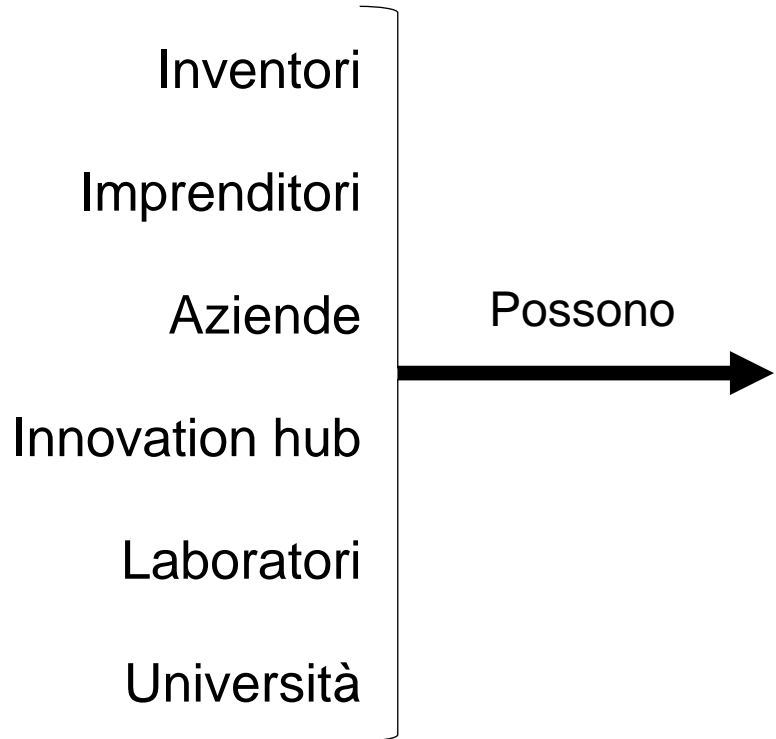 Inventori
Imprenditori
Aziende
Possono
Innovation hub
Laboratori
Università